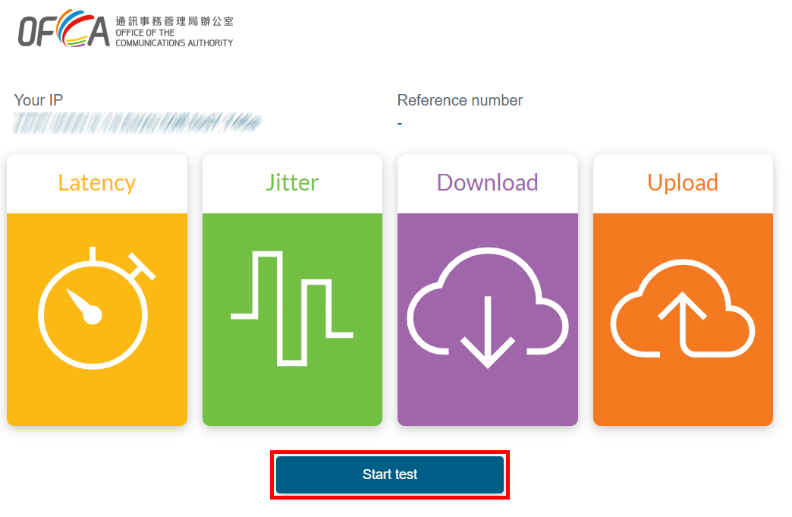 OFCA
通訊事務管理局辦公室
OFFICE OF THE
COMMUNICATIONS AUTHORITY
Your IP
Reference number
-
Latency
Jitter
Download
Upload
Start test